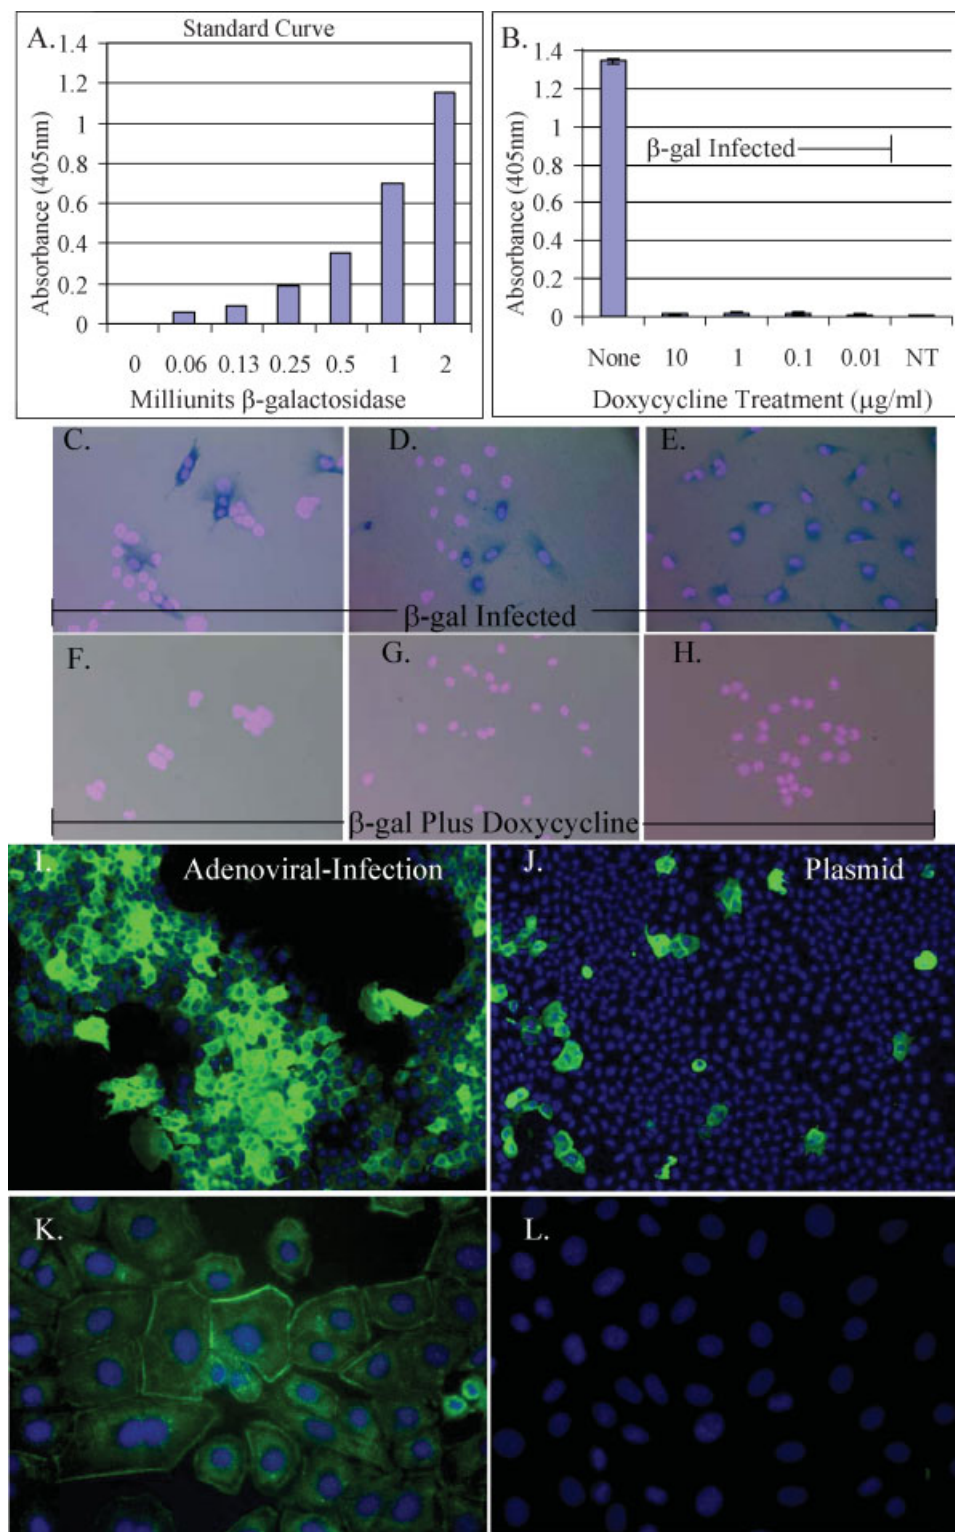 A.
Standard Curve
1.4
1.2
1
0.8
0.6
0.4
0.2
0
Absorbance (405nm)
0 0.06 0.13 0.25 0.5 1 2
Milliunits β-galactosidase
B.
1.4
1.2
1
0.8
0.6
0.4
0.2
0
Absorbance (405nm)
β-gal Infected
None 10 1 0.1 0.01 NT
Doxycycline Treatment (μg/ml)
C. D. E.
β-gal Infected
F. G. H.
β-gal Plus Doxycycline
I. Adenoviral-Infection
J. Plasmid
K. L.